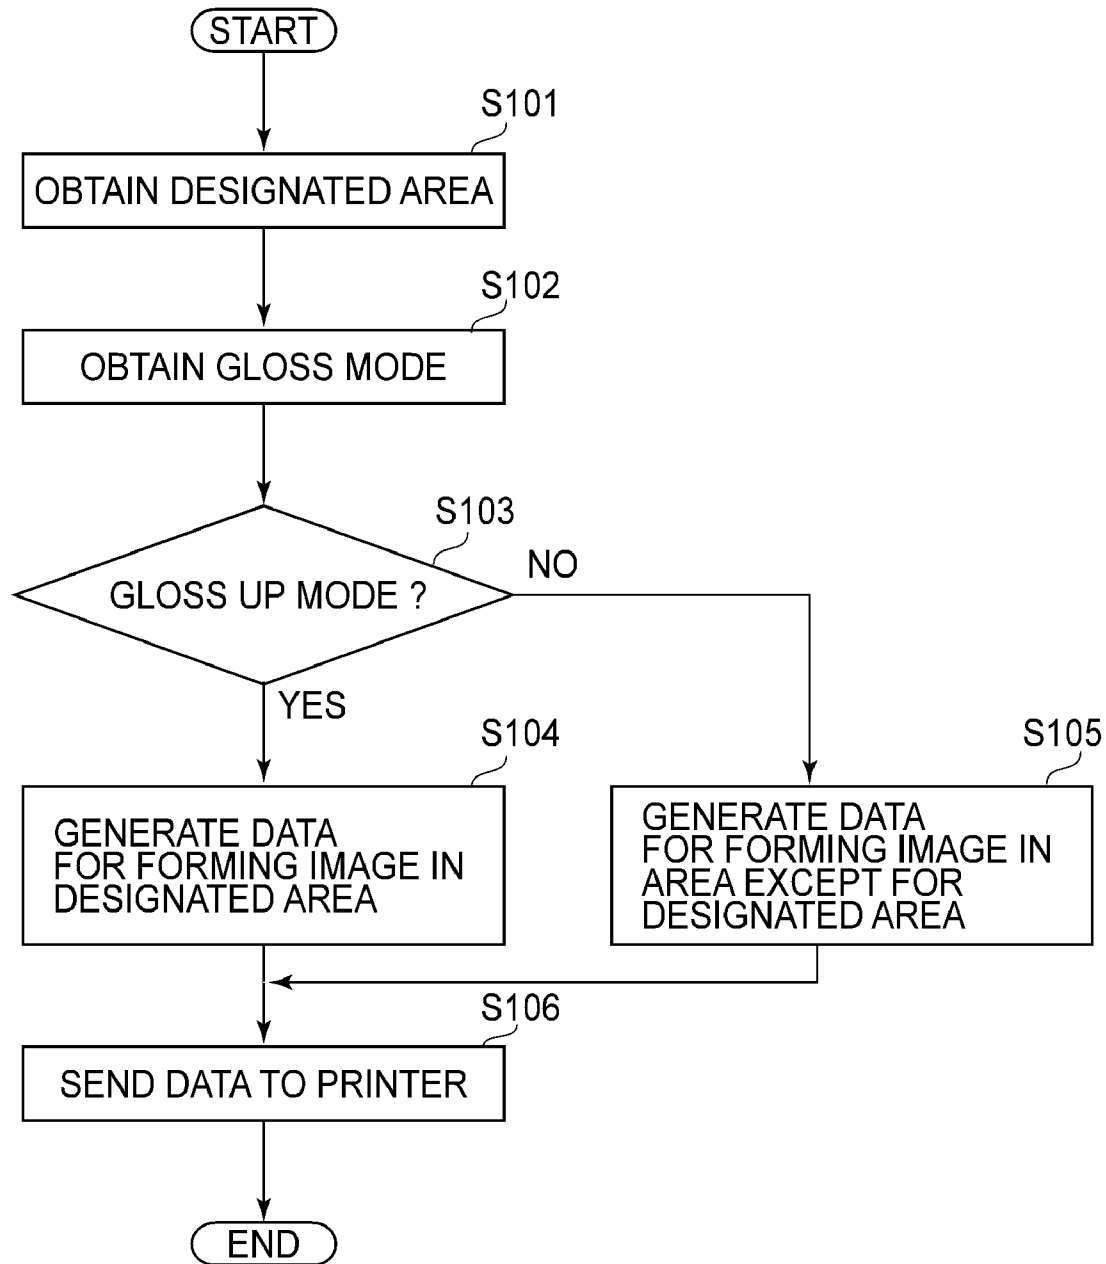 START
S101
OBTAIN DESIGNATED AREA
S102
OBTAIN GLOSS MODE
S103
GLOSS UP MODE ?
NO
YES
S104
GENERATE DATA
FOR FORMING IMAGE IN
DESIGNATED AREA
S105
GENERATE DATA
FOR FORMING IMAGE IN
AREA EXCEPT FOR
DESIGNATED AREA
S106
SEND DATA TO PRINTER
END